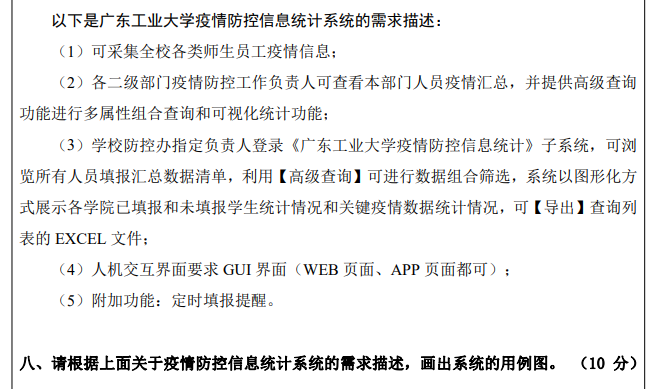 以下是广东工业大学疫情防控信息统计系统的需求描述：
（1）可采集全校各类师生员工疫情信息；
（2）各二级部门疫情防控工作负责人可查看本部门人员疫情汇总，并提供高级查询
功能进行多属性组合查询和可视化统计功能；
（3）学校防控办指定负责人登录《广东工业大学疫情防控信息统计》子系统，可浏
览所有人员填报汇总数据清单，利用【高级查询】可进行数据组合筛选，系统以图形化方
式展示各学院已填报和未填报学生统计情况和关键疫情数据统计情况，可【导出】查询列
表的 EXCEL 文件；
（4）人机交互界面要求 GUI 界面（WEB 页面、APP 页面都可）；
（5）附加功能：定时填报提醒。
八、请根据上面关于疫情防控信息统计系统的需求描述，画出系统的用例图。 （10 分）